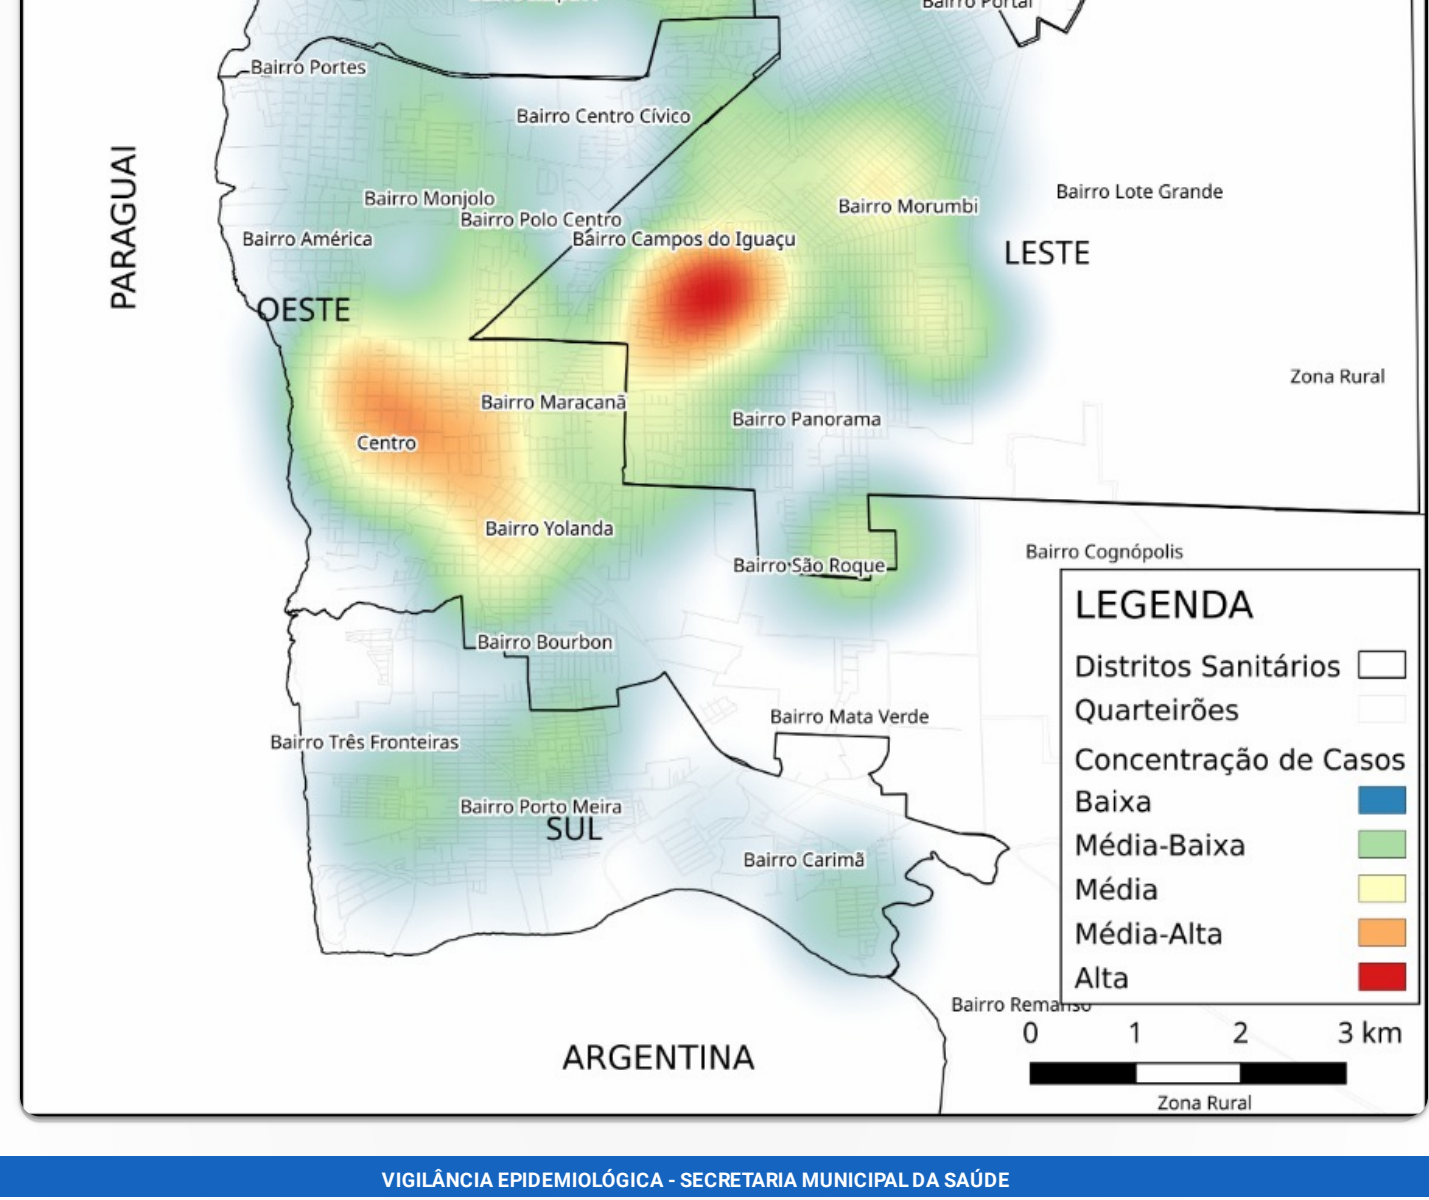 Bairro Portal
Bairro Portes
Bairro Centro Cívico
PARAGUAI
Bairro Lote Grande
Bairro Monjolo
Bairro Morumbi
Bairro Polo Centro
Bairro América
Bairro Campos do Iguaçu
LESTE
OESTE
Zona Rural
Bairro Maracanã
Bairro Panorama
Centro
Bairro Yolanda
Bairro São Roque
Bairro Cognópolis
LEGENDA
Distritos Sanitários
Quarteirões
Concentração de Casos
Baixa
Média-Baixa
Média
Média-Alta
Alta
Bairro Bourbon
Bairro Mata Verde
Bairro Três Fronteiras
Bairro Porto Meira
SUL
Bairro Carimã
Bairro Remanso
0 1 2 3 km
ARGENTINA
Zona Rural
VIGILÂNCIA EPIDEMIOLÓGICA - SECRETARIA MUNICIPAL DA SAÚDE